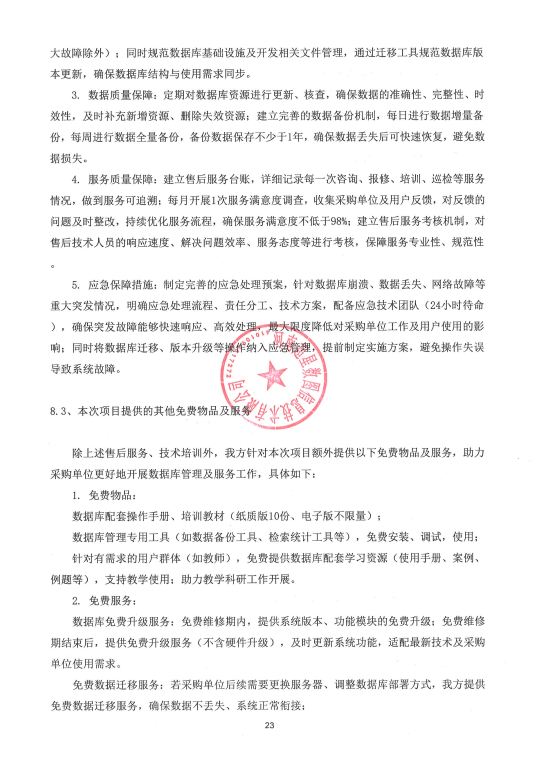 大故障除外）；同时规范数据库基础设施及开发相关文件管理，通过迁移工具规范数据库版
本更新，确保数据库结构与使用需求同步。
3. 数据质量保障：定期对数据库资源进行更新、核查，确保数据的准确性、完整性、时
效性，及时补充新增资源、删除失效资源；建立完善的数据备份机制，每日进行数据增量备
份，每周进行数据全量备份，备份数据保存不少于1年，确保数据丢失后可快速恢复，避免数
据损失。
4. 服务质量保障：建立售后服务台账，详细记录每一次咨询、报修、培训、巡检等服务
情况，做到服务可追溯；每月开展1次服务满意度调查，收集采购单位及用户反馈，对反馈的
问题及时整改，持续优化服务流程，确保服务满意度不低于98%；建立售后服务考核机制，对
售后技术人员的响应速度、解决问题效率、服务态度等进行考核，保障服务专业性、规范性
。
5. 应急保障措施：制定完善的应急处理预案，针对数据库崩溃、数据丢失、网络故障等
重大突发情况，明确应急处理流程、责任分工、技术方案，配备应急技术团队（24小时待命
），确保突发故障能够快速响应、高效处理，最大限度降低对采购单位工作及用户使用的影
响；同时将数据库迁移、版本升级等操作纳入应急管理，提前制定实施方案，避免操作失误
导致系统故障。
8.3、本次项目提供的其他免费物品及服务
除上述售后服务、技术培训外，我方针对本次项目额外提供以下免费物品及服务，助力
采购单位更好地开展数据库管理及服务工作，具体如下：
1. 免费物品：
数据库配套操作手册、培训教材（纸质版10份、电子版不限量）；
数据库管理专用工具（如数据备份工具、检索统计工具等），免费安装、调试，使用；
针对有需求的用户群体（如教师），免费提供数据库配套学习资源（使用手册、案例、
例题等），支持教学使用；助力教学科研工作开展。
2. 免费服务：
数据库免费升级服务：免费维修期内，提供系统版本、功能模块的免费升级；免费维修
期结束后，提供免费升级服务（不含硬件升级），及时更新系统功能，适配最新技术及采购
单位使用需求。
免费数据迁移服务：若采购单位后续需要更换服务器、调整数据库部署方式，我方提供
免费数据迁移服务，确保数据不丢失、系统正常衔接；
23